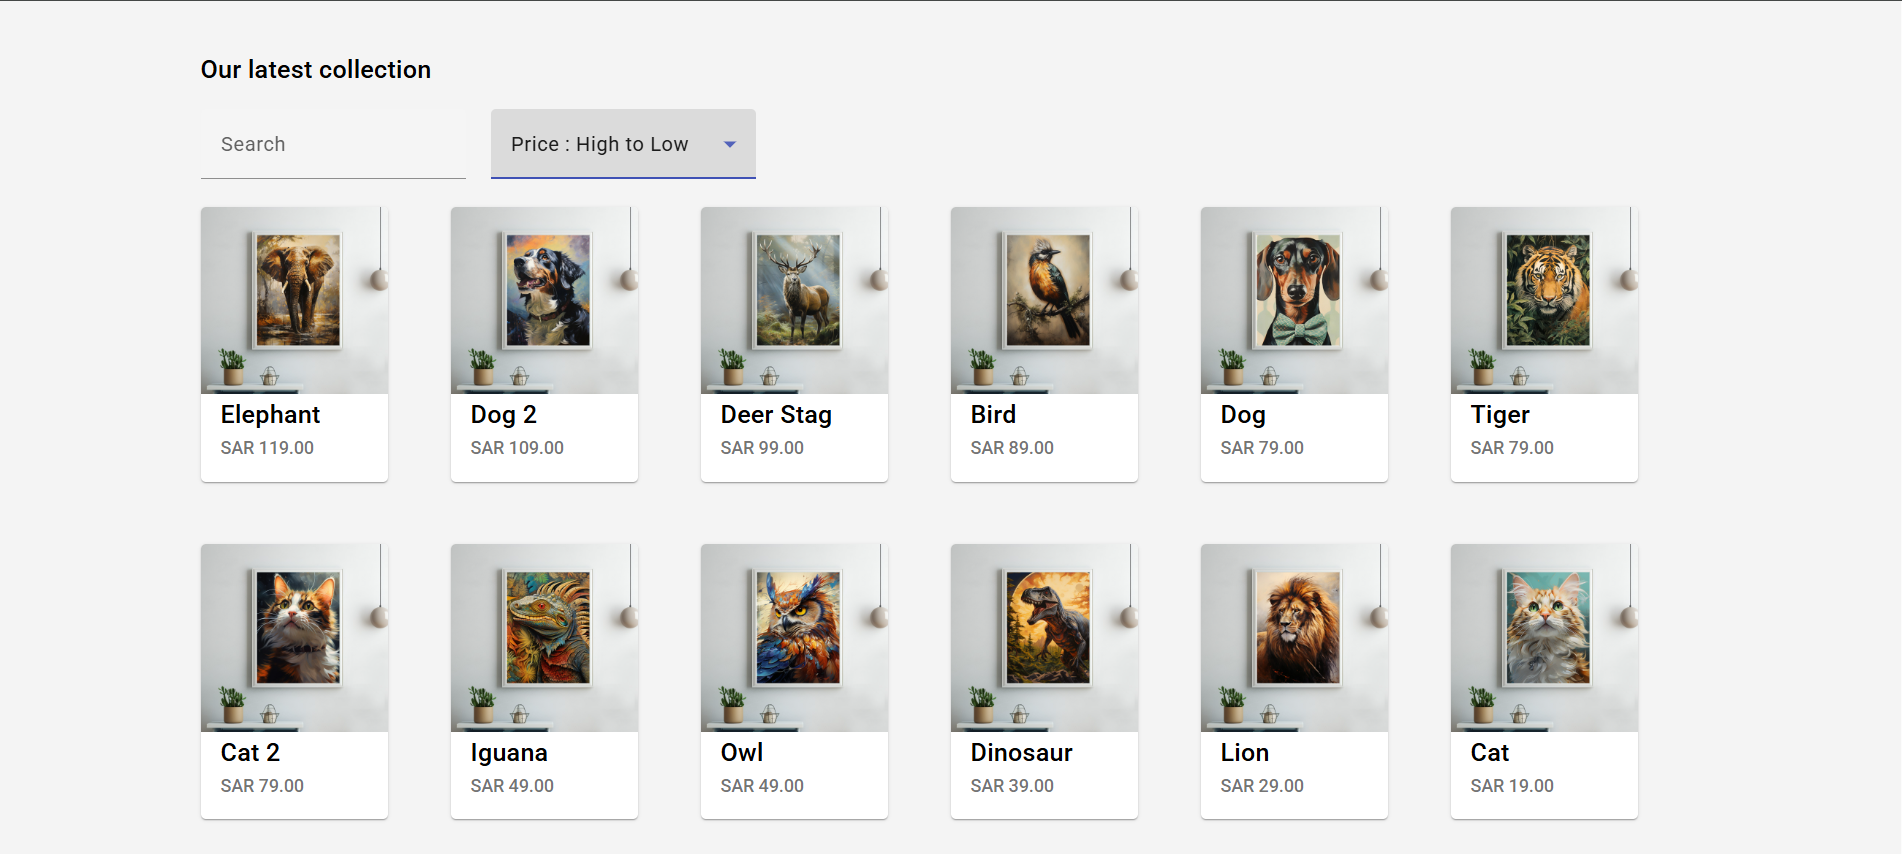 Our latest collection
Search
Price : High to Low
Elephant
SAR 119.00
Dog 2
SAR 109.00
Deer Stag
SAR 99.00
Bird
SAR 89.00
Dog
SAR 79.00
Tiger
SAR 79.00
Cat 2
SAR 79.00
Iguana
SAR 49.00
Owl
SAR 49.00
Dinosaur
SAR 39.00
Lion
SAR 29.00
Cat
SAR 19.00